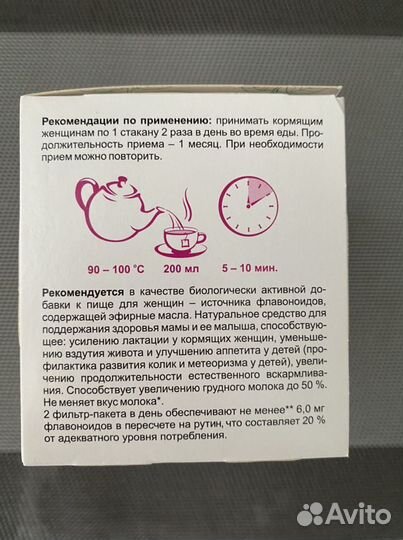 Рекомендации по применению: принимать кормящим
женщинам по 1 стакану 2 раза в день во время еды. Про-
должительность приема – 1 месяц. При необходимости
прием можно повторить.
90 – 100 °C 200 мл 5 – 10 мин.
Рекомендуется в качестве биологически активной до-
бавки к пище для женщин – источника флавоноидов,
содержащей эфирные масла. Натуральное средство для
поддержания здоровья мамы и ее малыша, способствую-
щее: усилению лактации у кормящих женщин, уменьше-
нию вздутия живота и улучшению аппетита у детей (про-
филактика развития колик и метеоризма у детей), увели-
чению продолжительности естественного вскармлива-
ния. Способствует увеличению грудного молока до 50 %.
Не меняет вкус молока*.
2 фильтр-пакета в день обеспечивают не менее** 6,0 мг
флавоноидов в пересчете на рутин, что составляет 20 %
от адекватного уровня потребления.
Avito